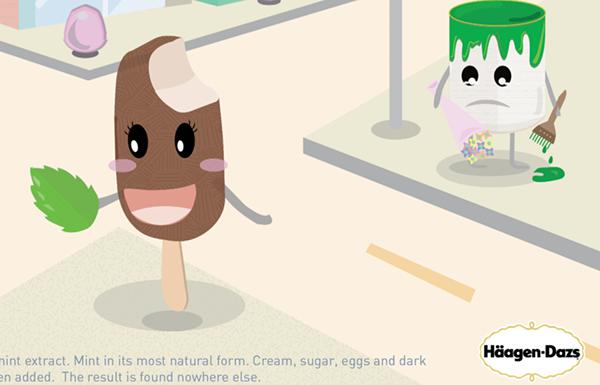 mint extract. Mint in its most natural form. Cream, sugar, eggs and dark
en added. The result is found nowhere else.
Häagen-Dazs